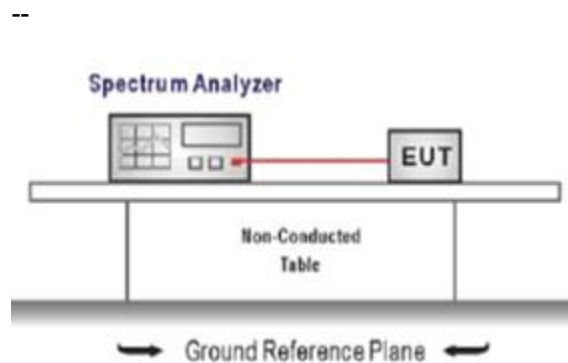 --
Spectrum Analyzer
EUT
Non-Conducted
Table
Ground Reference Plane